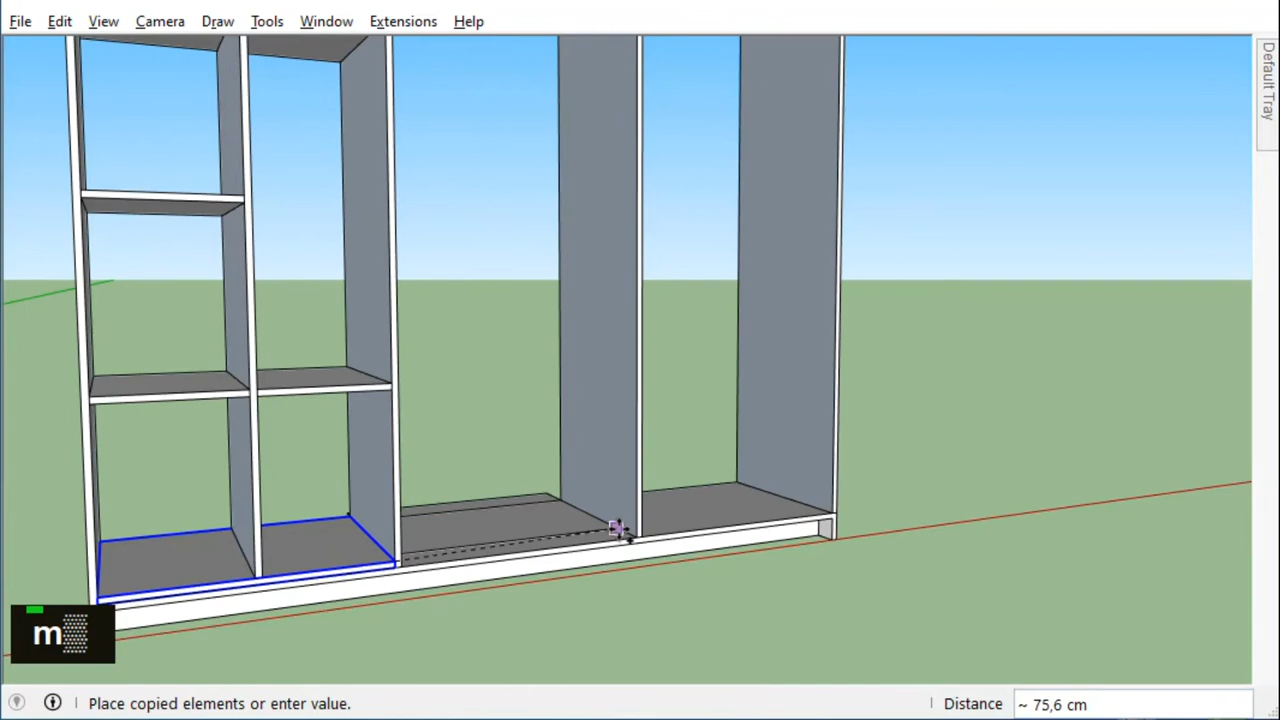 File Edit View Camera Draw Tools Window Extensions Help
Default Tray
m
Place copied elements or enter value.
Distance ~ 75,6 cm